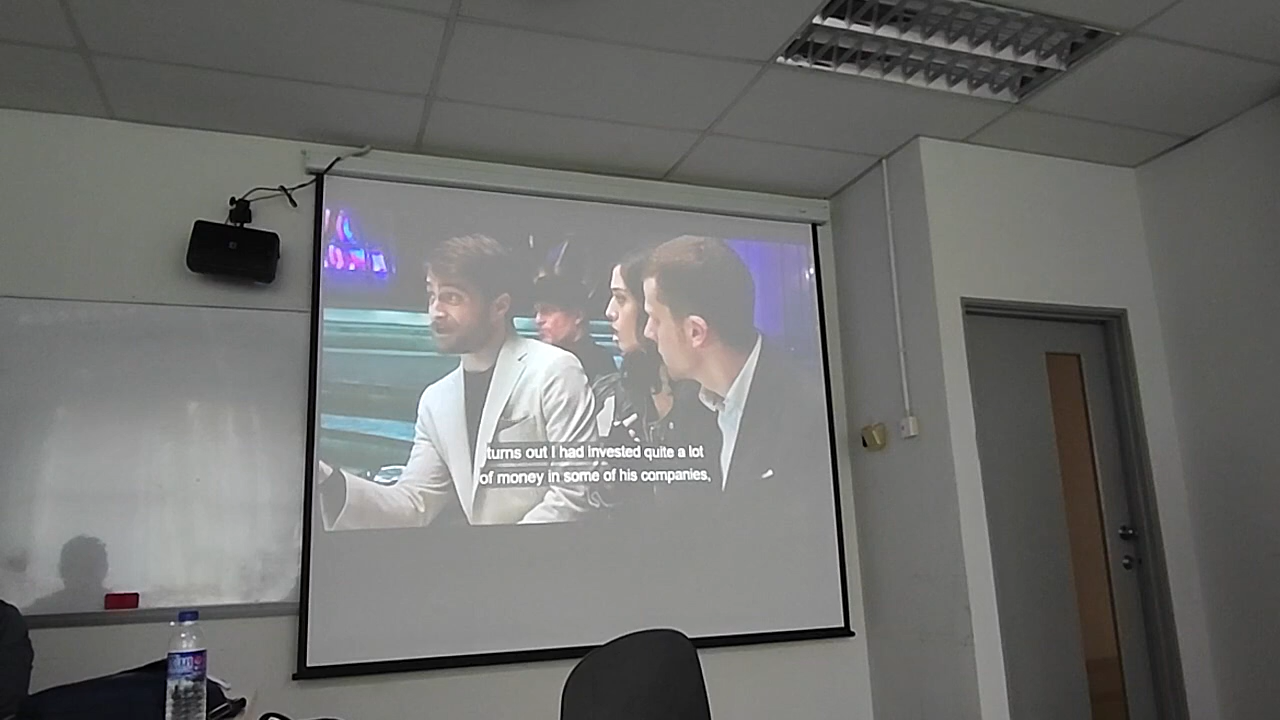 turns out I had invested quite a lot
of money in some of his companies,